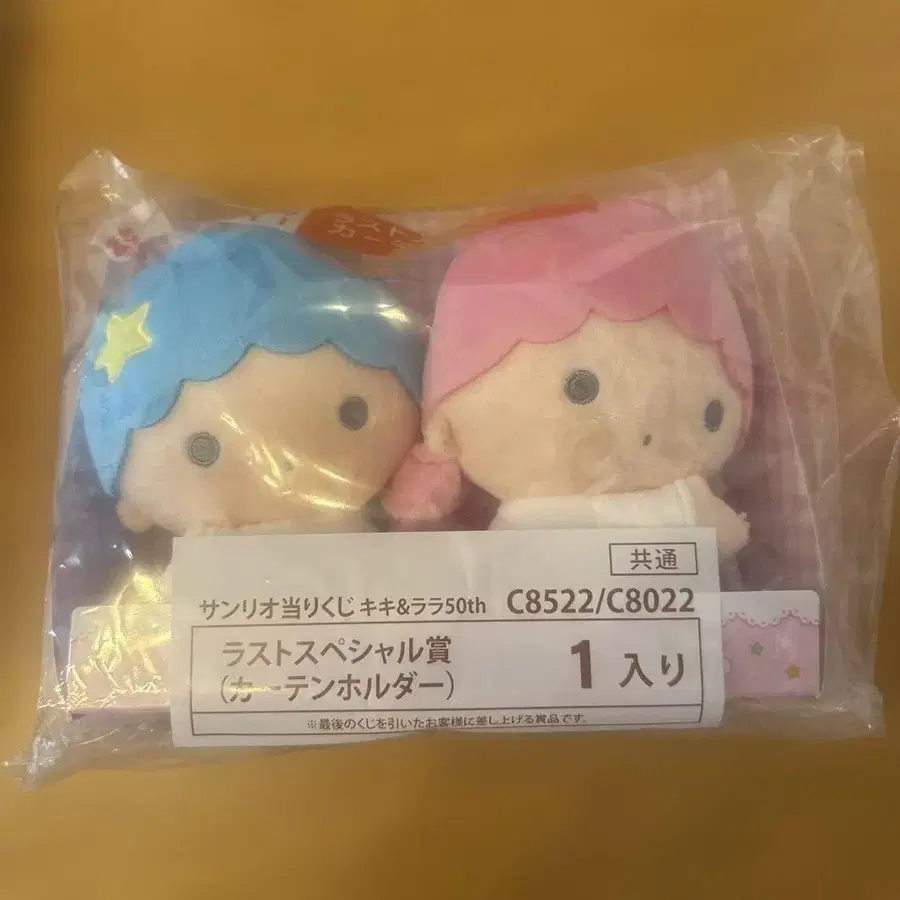 共通
サンリオ当りくじ キキ&ララ50th C8522/C8022
ラストスペシャル賞
(カーテンホルダー)
1入り
※最後のくじを引いたお客様に差し上げる賞品です。